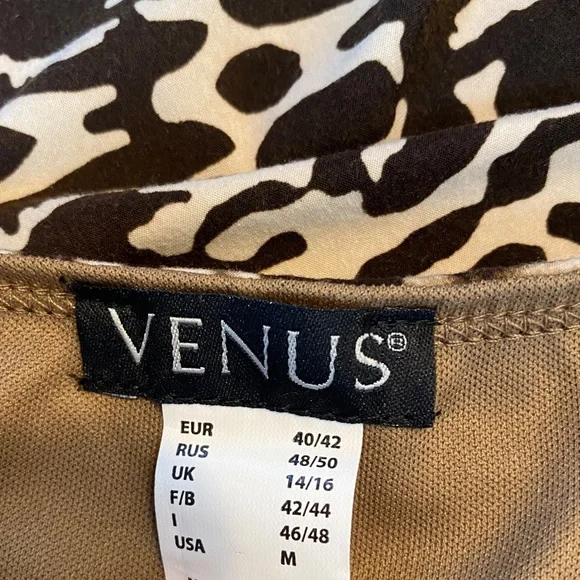 VENUS®
EUR 40/42
RUS 48/50
UK 14/16
F/B 42/44
I 46/48
USA M